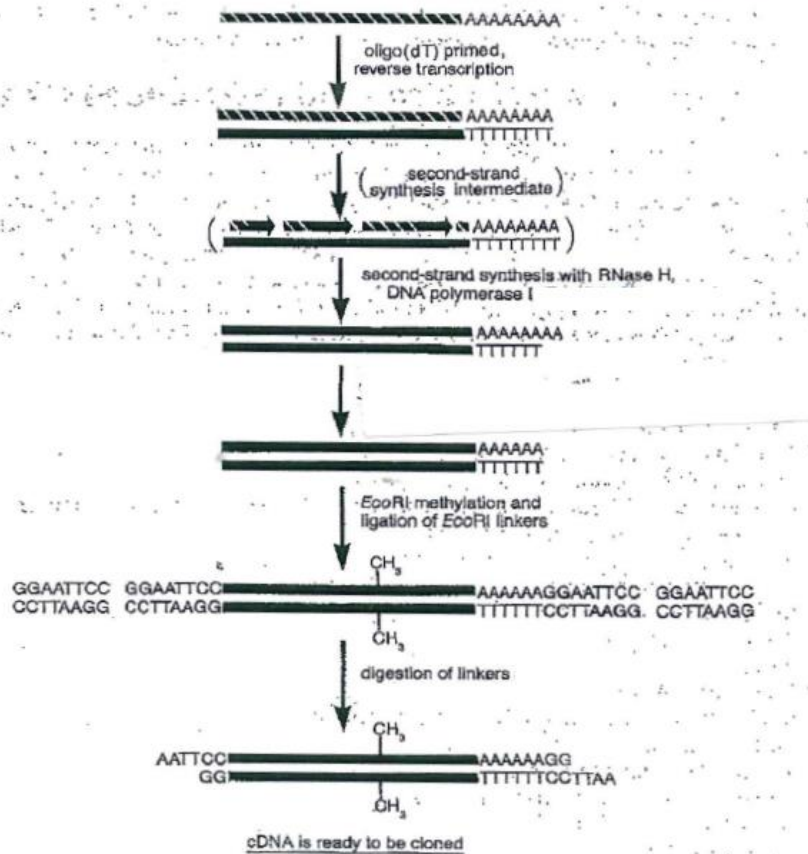 AAAAAAAA
oligo(dT) primed,
reverse transcription
AAAAAAAA
TTTTTTTT
( second-strand
synthesis intermediate )
( AAAAAAAA
TTTTTTTT )
second-strand synthesis with RNase H,
DNA polymerase I
AAAAAAAA
TTTTTT
AAAAAA
TTTTTT
EcoRI methylation and
ligation of EcoRI linkers
CH3
GGAATTCC GGAATTCC AAAAAAGGAATTCC GGAATTCC
CCTTAAGG CCTTAAGG TTTTTTCCTTAAGG CCTTAAGG
CH3
digestion of linkers
CH3
AATTCC AAAAAAGG
GG TTTTTTCCTTAA
CH3
cDNA is ready to be cloned